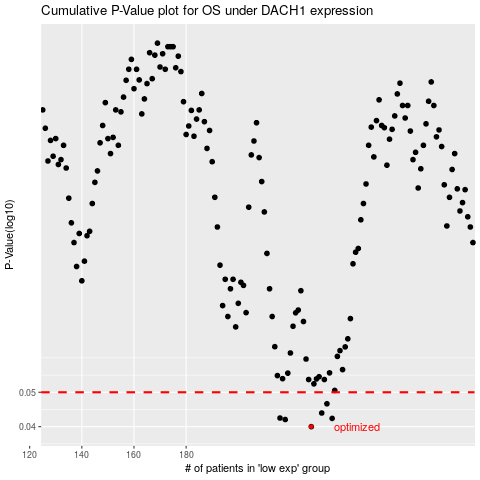 Cumulative P-Value plot for OS under DACH1 expression
P-Value(log10)
0.05
0.04
optimized
120 140 160 180
# of patients in 'low exp' group